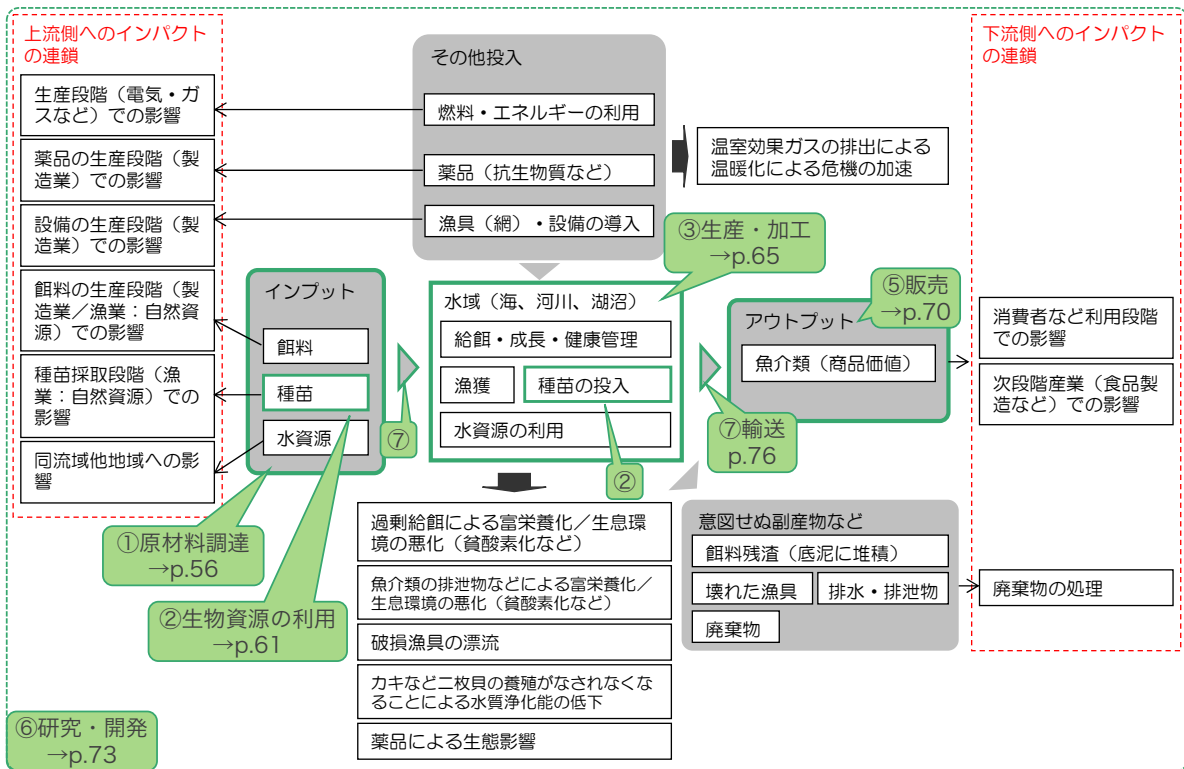 上流側へのインパクト
の連鎖
生産段階（電気・ガ
スなど）での影響
薬品の生産段階（製
造業）での影響
設備の生産段階（製
造業）での影響
餌料の生産段階（製
造業／漁業：自然資
源）での影響
種苗採取段階（漁
業：自然資源）での
影響
同流域他地域への影
響
その他投入
燃料・エネルギーの利用
薬品（抗生物質など）
漁具（網）・設備の導入
温室効果ガスの排出による
温暖化による危機の加速
③生産・加工
→p.65
インプット
餌料
種苗
水資源
⑦
水域（海、河川、湖沼）
給餌・成長・健康管理
漁獲
種苗の投入
水資源の利用
②
⑤販売
→p.70
アウトプット
魚介類（商品価値）
⑦輸送
p.76
下流側へのインパクト
の連鎖
消費者など利用段階
での影響
次段階産業（食品製
造など）での影響
廃棄物の処理
①原材料調達
→p.56
②生物資源の利用
→p.61
過剰給餌による富栄養化／生息環
境の悪化（貧酸素化など）
魚介類の排泄物などによる富栄養化／
生息環境の悪化（貧酸素化など）
破損漁具の漂流
カキなど二枚貝の養殖がなされなくな
ることによる水質浄化能の低下
薬品による生態影響
意図せぬ副産物など
餌料残渣（底泥に堆積）
壊れた漁具
排水・排泄物
廃棄物
⑥研究・開発
→p.73